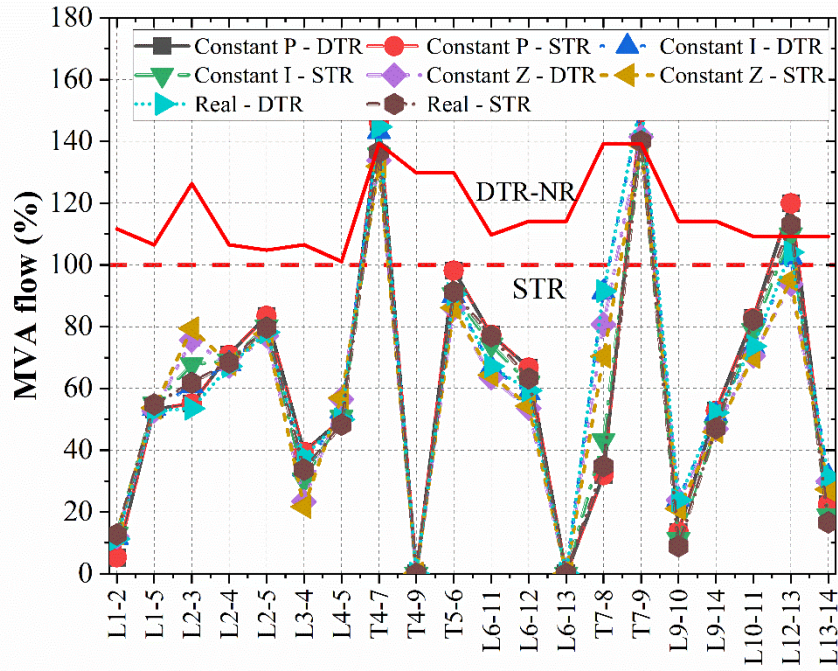 180
160
140
120
100
80
60
40
20
0
MVA flow (%)
Constant P - DTR Constant P - STR Constant I - DTR
Constant I - STR Constant Z - DTR Constant Z - STR
Real - DTR Real - STR
DTR-NR
STR
L1-2
L1-5
L2-3
L2-4
L2-5
L3-4
L4-5
T4-7
T4-9
T5-6
L6-11
L6-12
L6-13
T7-8
T7-9
L9-10
L9-14
L10-11
L12-13
L13-14